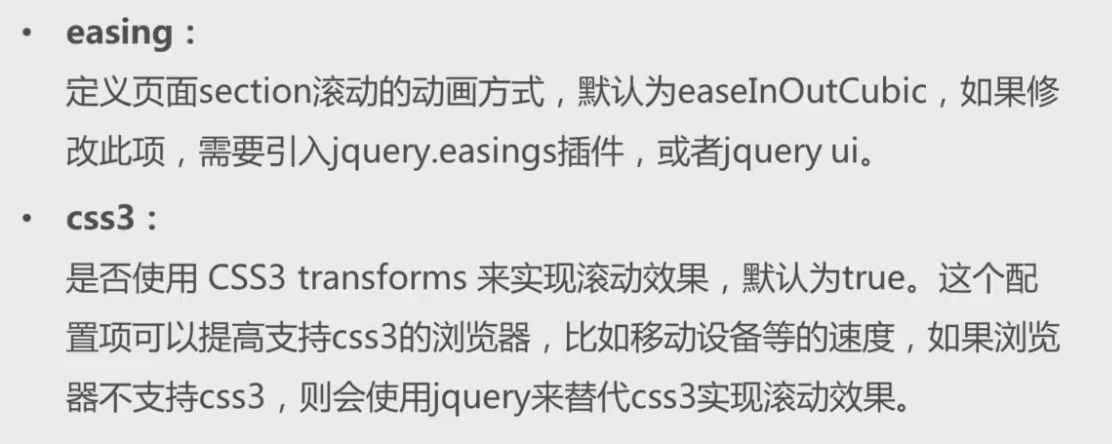 • easing：
定义页面section滚动的动画方式，默认为easeInOutCubic，如果修
改此项，需要引入jquery.easings插件，或者jquery ui。
• css3：
是否使用 CSS3 transforms 来实现滚动效果，默认为true。这个配
置项可以提高支持css3的浏览器，比如移动设备等的速度，如果浏览
器不支持css3，则会使用jquery来替代css3实现滚动效果。